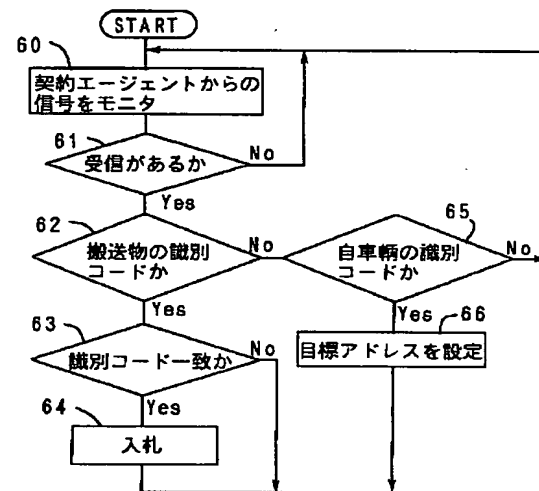 START
60
契約エージェントからの
信号をモニタ
61
受信があるか
No
Yes
62
搬送物の識別
コードか
No
65
自車輌の識別
コードか
No
Yes
Yes
66
目標アドレスを設定
63
識別コード一致か
No
Yes
64
入札